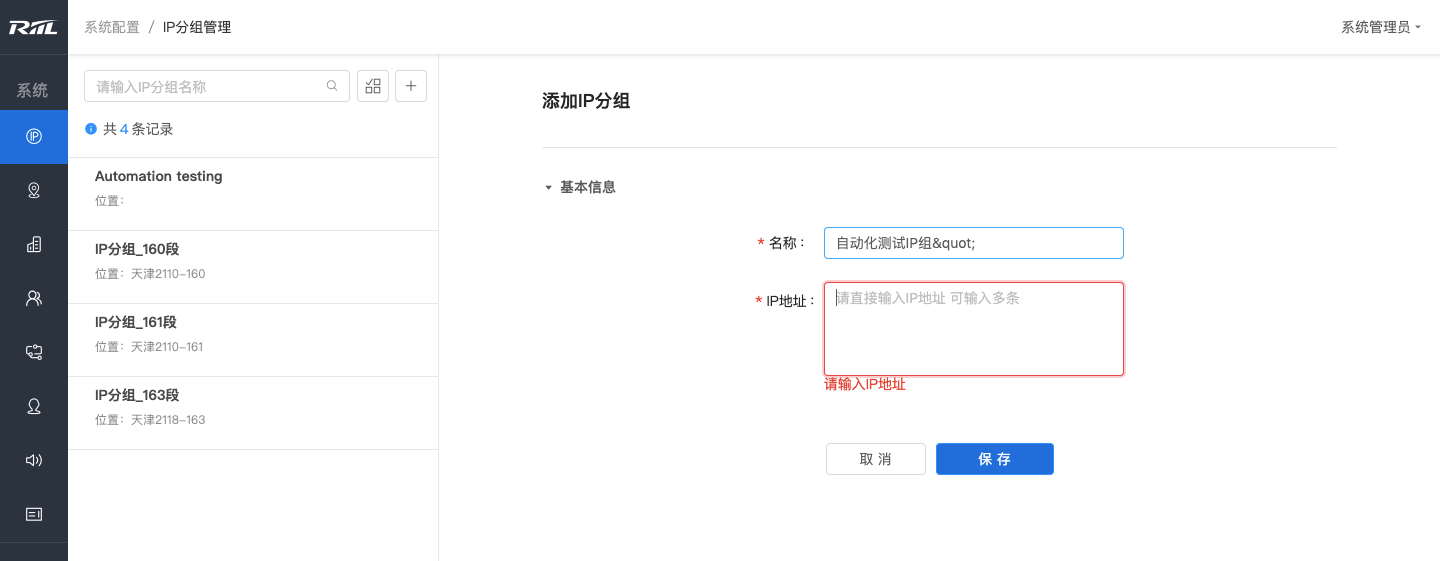 RIIL
系统配置 / IP分组管理
系统管理员
系统
请输入IP分组名称
共 4 条记录
Automation testing
位置：
IP分组_160段
位置：天津2110-160
IP分组_161段
位置：天津2110-161
IP分组_163段
位置：天津2118-163
添加IP分组
基本信息
* 名称：
自动化测试IP组&quot;
* IP地址：
请直接输入IP地址 可输入多条
请输入IP地址
取 消
保 存